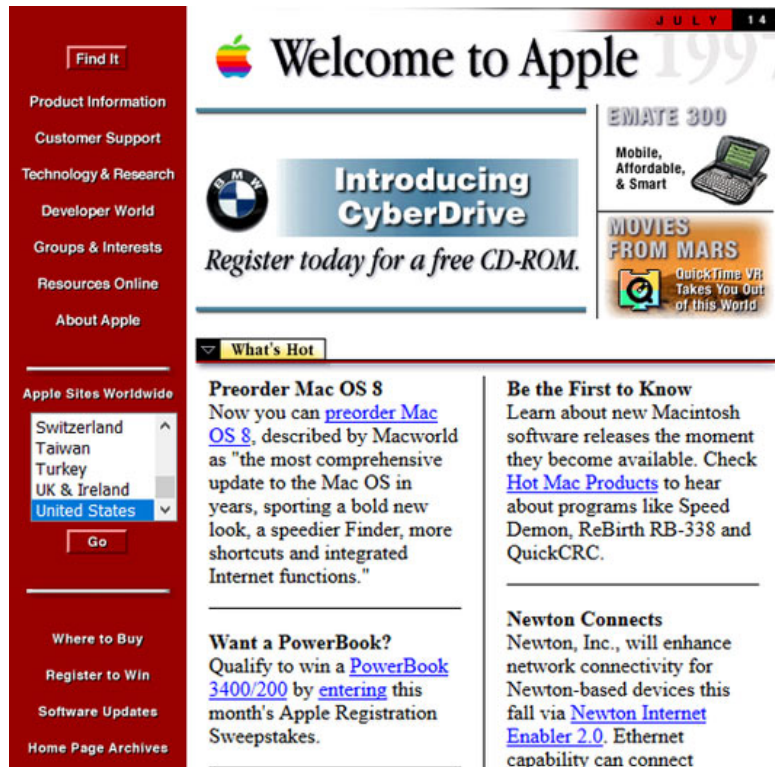 Find It
Product Information
Customer Support
Technology & Research
Developer World
Groups & Interests
Resources Online
About Apple
Apple Sites Worldwide
Switzerland
Taiwan
Turkey
UK & Ireland
United States
Go
Where to Buy
Register to Win
Software Updates
Home Page Archives
JULY 14
1997
Welcome to Apple
BMW
Introducing
CyberDrive
Register today for a free CD-ROM.
EMATE 300
Mobile,
Affordable,
& Smart
MOVIES
FROM MARS
QuickTime VR
Takes You Out
of this World
What's Hot
Preorder Mac OS 8
Now you can preorder Mac
OS 8, described by Macworld
as "the most comprehensive
update to the Mac OS in
years, sporting a bold new
look, a speedier Finder, more
shortcuts and integrated
Internet functions."
Want a PowerBook?
Qualify to win a PowerBook
3400/200 by entering this
month's Apple Registration
Sweepstakes.
Be the First to Know
Learn about new Macintosh
software releases the moment
they become available. Check
Hot Mac Products to hear
about programs like Speed
Demon, ReBirth RB-338 and
QuickCRC.
Newton Connects
Newton, Inc., will enhance
network connectivity for
Newton-based devices this
fall via Newton Internet
Enabler 2.0. Ethernet
capability can connect